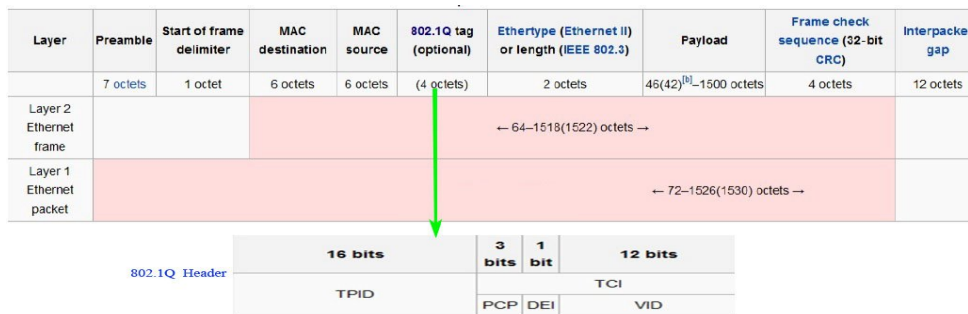 Layer
Preamble
Start of frame
delimiter
MAC
destination
MAC
source
802.1Q tag
(optional)
Ethertype (Ethernet II)
or length (IEEE 802.3)
Payload
Frame check
sequence (32-bit
CRC)
Interpacke
gap
7 octets
1 octet
6 octets
6 octets
(4 octets)
2 octets
46(42)[b]–1500 octets
4 octets
12 octets
Layer 2
Ethernet
frame
← 64–1518(1522) octets →
Layer 1
Ethernet
packet
← 72–1526(1530) octets →
802.1Q Header
16 bits
3
bits
1
bit
12 bits
TPID
TCI
PCP
DEI
VID